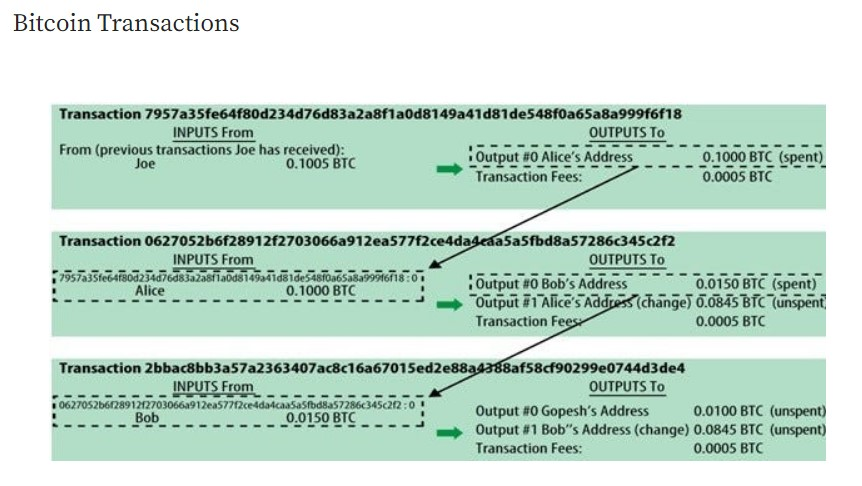 Bitcoin Transactions
Transaction 7957a35fe64f80d234d76d83a2a8f1a0d8149a41d81de548f0a65a8a999f6f18
INPUTS From
OUTPUTS To
From (previous transactions Joe has received):
Joe 0.1005 BTC
Output #0 Alice's Address 0.1000 BTC (spent)
Transaction Fees: 0.0005 BTC
Transaction 0627052b6f28912f2703066a912ea577f2ce4da4caa5a5fbd8a57286c345c2f2
INPUTS From
OUTPUTS To
7957a35fe64f80d234d76d83a2a8f1a0d8149a41d81de548f0a65a8a999f6f18 : 0
Alice 0.1000 BTC
Output #0 Bob's Address 0.0150 BTC (spent)
Output #1 Alice's Address (change) 0.0845 BTC (unspent
Transaction Fees: 0.0005 BTC
Transaction 2bbac8bb3a57a2363407ac8c16a67015ed2e88a4388af58cf90299e0744d3de4
INPUTS From
OUTPUTS To
0627052b6f28912f2703066a912ea577f2ce4da4caa5a5fbd8a57286c345c2f2 : 0
Bob 0.0150 BTC
Output #0 Gopesh's Address 0.0100 BTC (unspent)
Output #1 Bob"s Address (change) 0.0845 BTC (unspent)
Transaction Fees: 0.0005 BTC